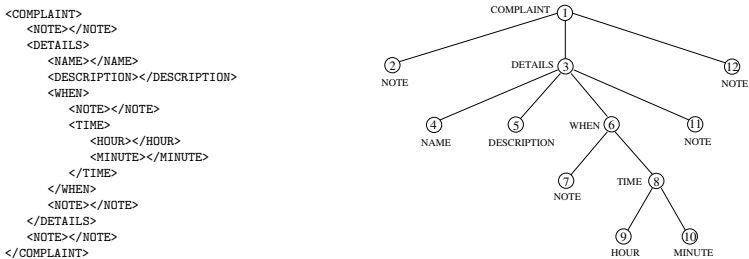 <COMPLAINT>
<NOTE></NOTE>
<DETAILS>
<NAME></NAME>
<DESCRIPTION></DESCRIPTION>
<WHEN>
<NOTE></NOTE>
<TIME>
<HOUR></HOUR>
<MINUTE></MINUTE>
</TIME>
</WHEN>
<NOTE></NOTE>
</DETAILS>
<NOTE></NOTE>
</COMPLAINT>
COMPLAINT 1
2 DETAILS 3 12
NOTE NOTE
4 5 WHEN 6 11
NAME DESCRIPTION NOTE
7 TIME 8
NOTE
9 10
HOUR MINUTE